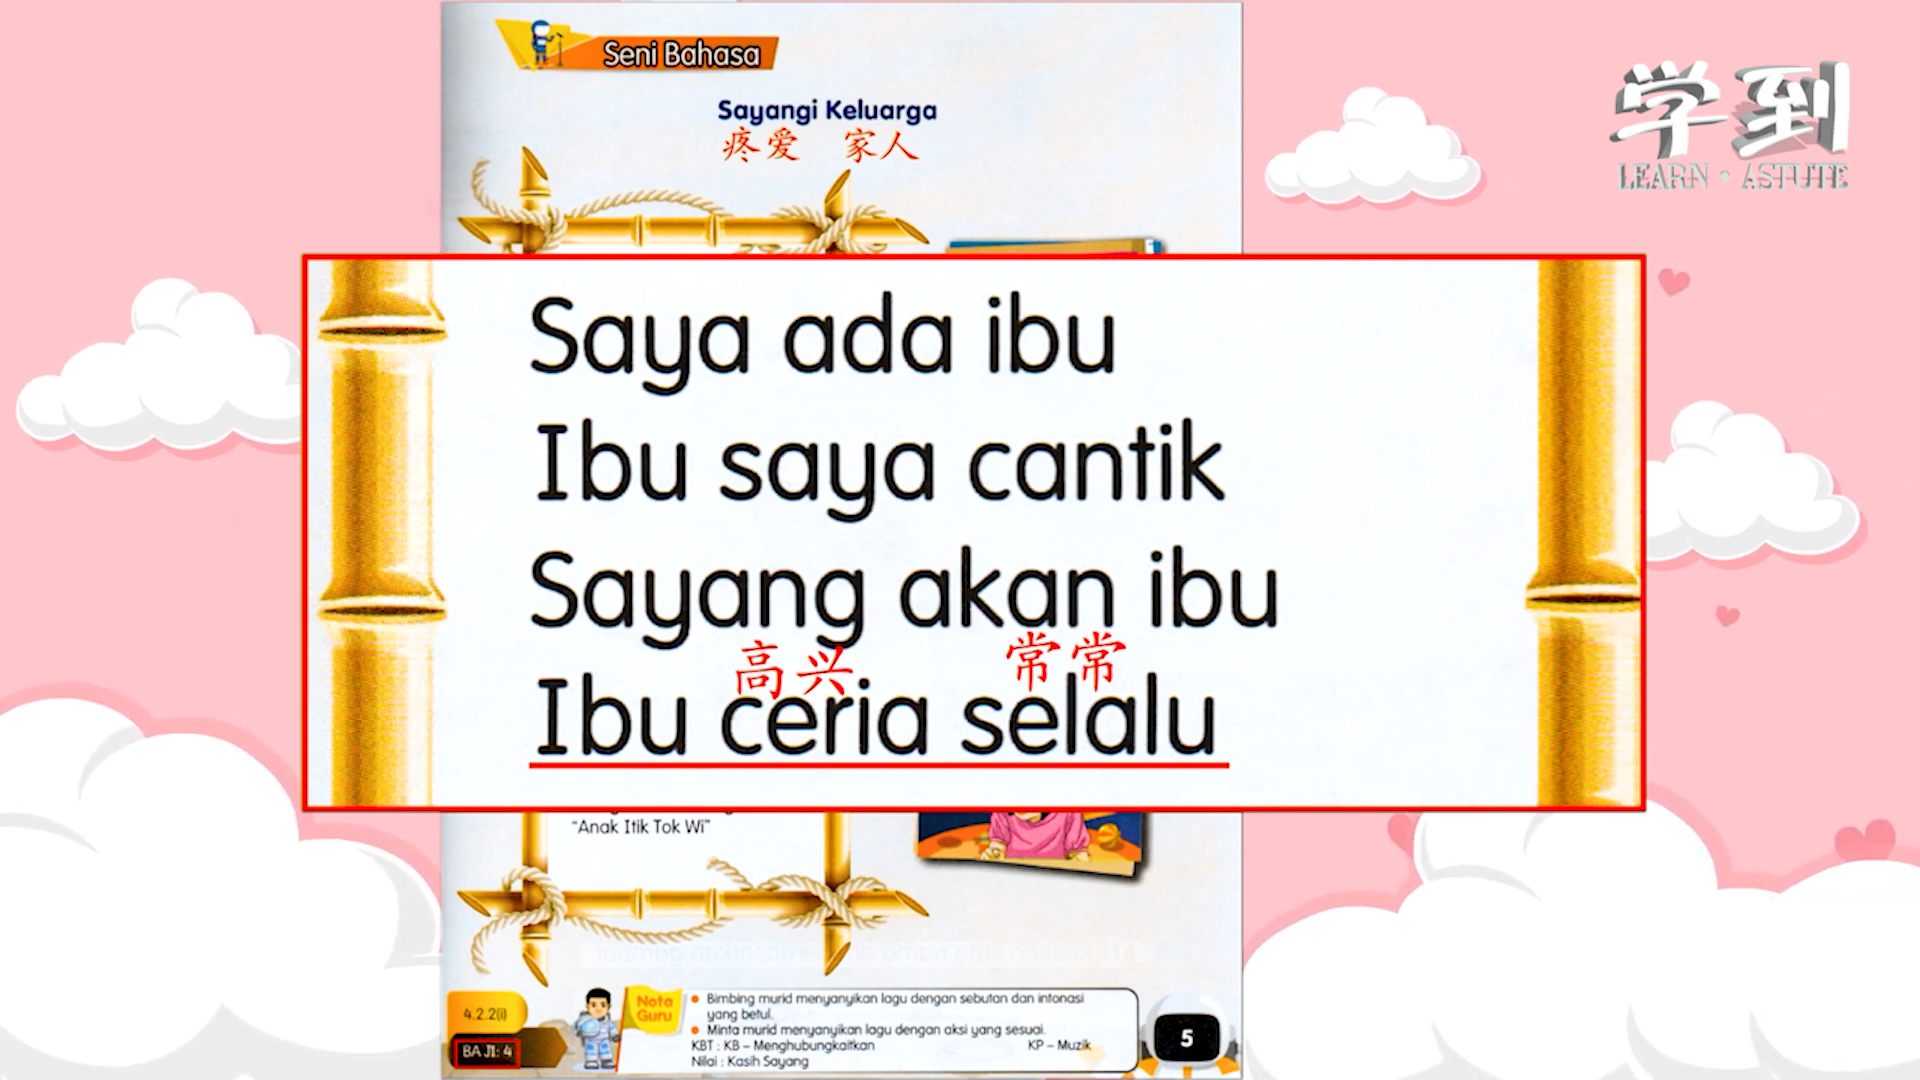 Seni Bahasa
Sayangi Keluarga
疼爱 家人
学到
LEARN • ASTUTE
Saya ada ibu
Ibu saya cantik
Sayang akan ibu
高兴 常常
Ibu ceria selalu
"Anak Itik Tok Wi"
4.2.2(i)
BA J1: 4
Nota
Guru
• Bimbing murid menyanyikan lagu dengan sebutan dan intonasi
yang betul.
• Minta murid menyanyikan lagu dengan aksi yang sesuai.
KBT : KB – Menghubungkaitkan KP – Muzik
Nilai : Kasih Sayang
5